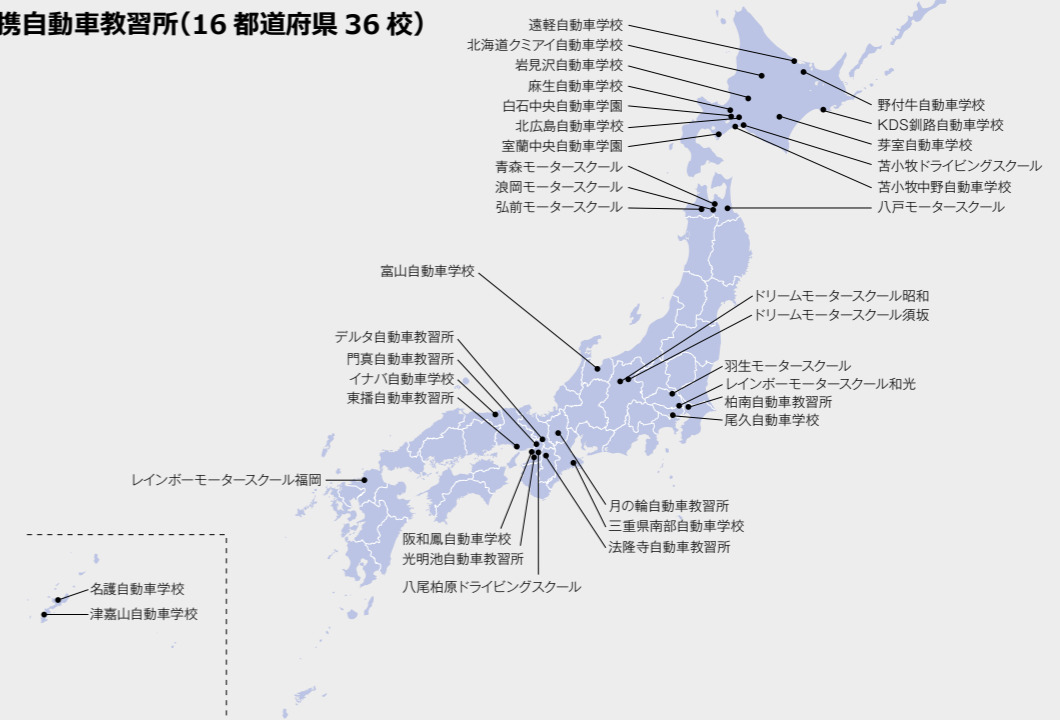 携自動車教習所(16 都道府県 36 校)
遠軽自動車学校
北海道クミアイ自動車学校
岩見沢自動車学校
麻生自動車学校
白石中央自動車学園
北広島自動車学校
室蘭中央自動車学園
青森モータースクール
浪岡モータースクール
弘前モータースクール
野付牛自動車学校
KDS釧路自動車学校
芽室自動車学校
苫小牧ドライビングスクール
苫小牧中野自動車学校
八戸モータースクール
富山自動車学校
ドリームモータースクール昭和
ドリームモータースクール須坂
デルタ自動車教習所
門真自動車教習所
イナバ自動車学校
東播自動車教習所
羽生モータースクール
レインボーモータースクール和光
柏南自動車教習所
尾久自動車学校
レインボーモータースクール福岡
月の輪自動車教習所
三重県南部自動車学校
法隆寺自動車教習所
阪和鳳自動車学校
光明池自動車教習所
八尾柏原ドライビングスクール
名護自動車学校
津嘉山自動車学校